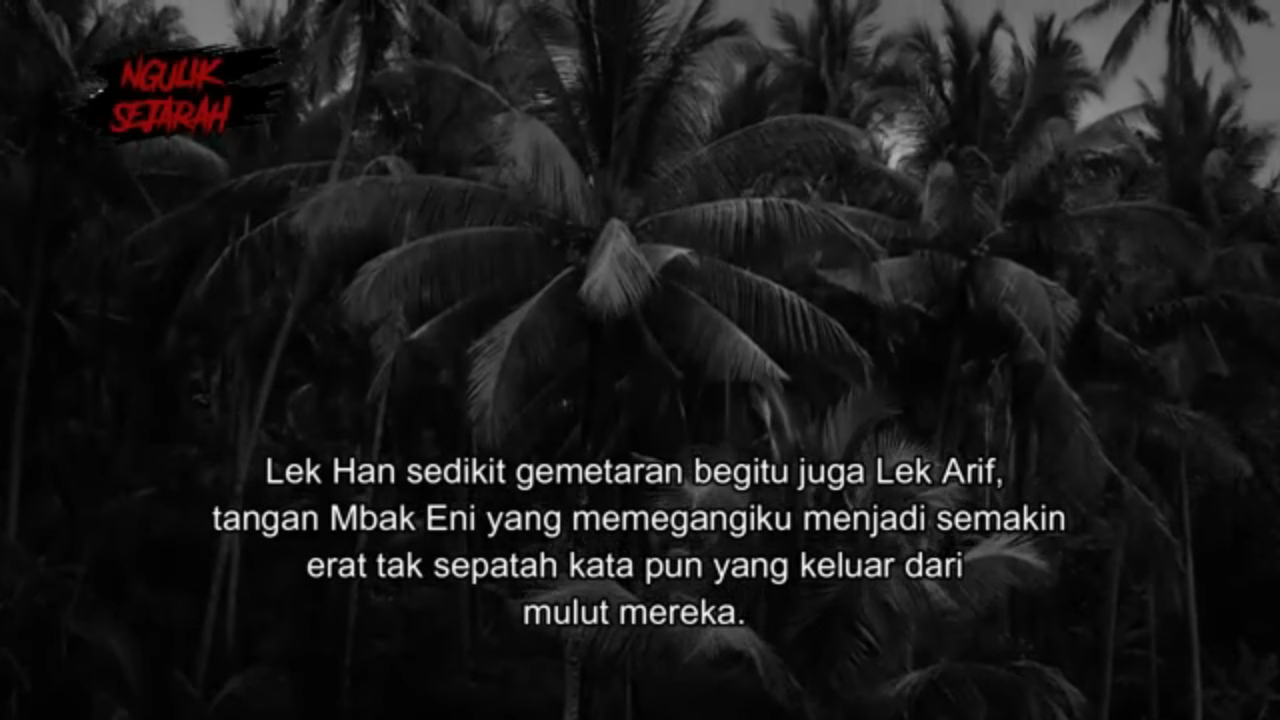 NGULIK
SEJARAH
Lek Han sedikit gemetaran begitu juga Lek Arif,
tangan Mbak Eni yang memegangiku menjadi semakin
erat tak sepatah kata pun yang keluar dari
mulut mereka.